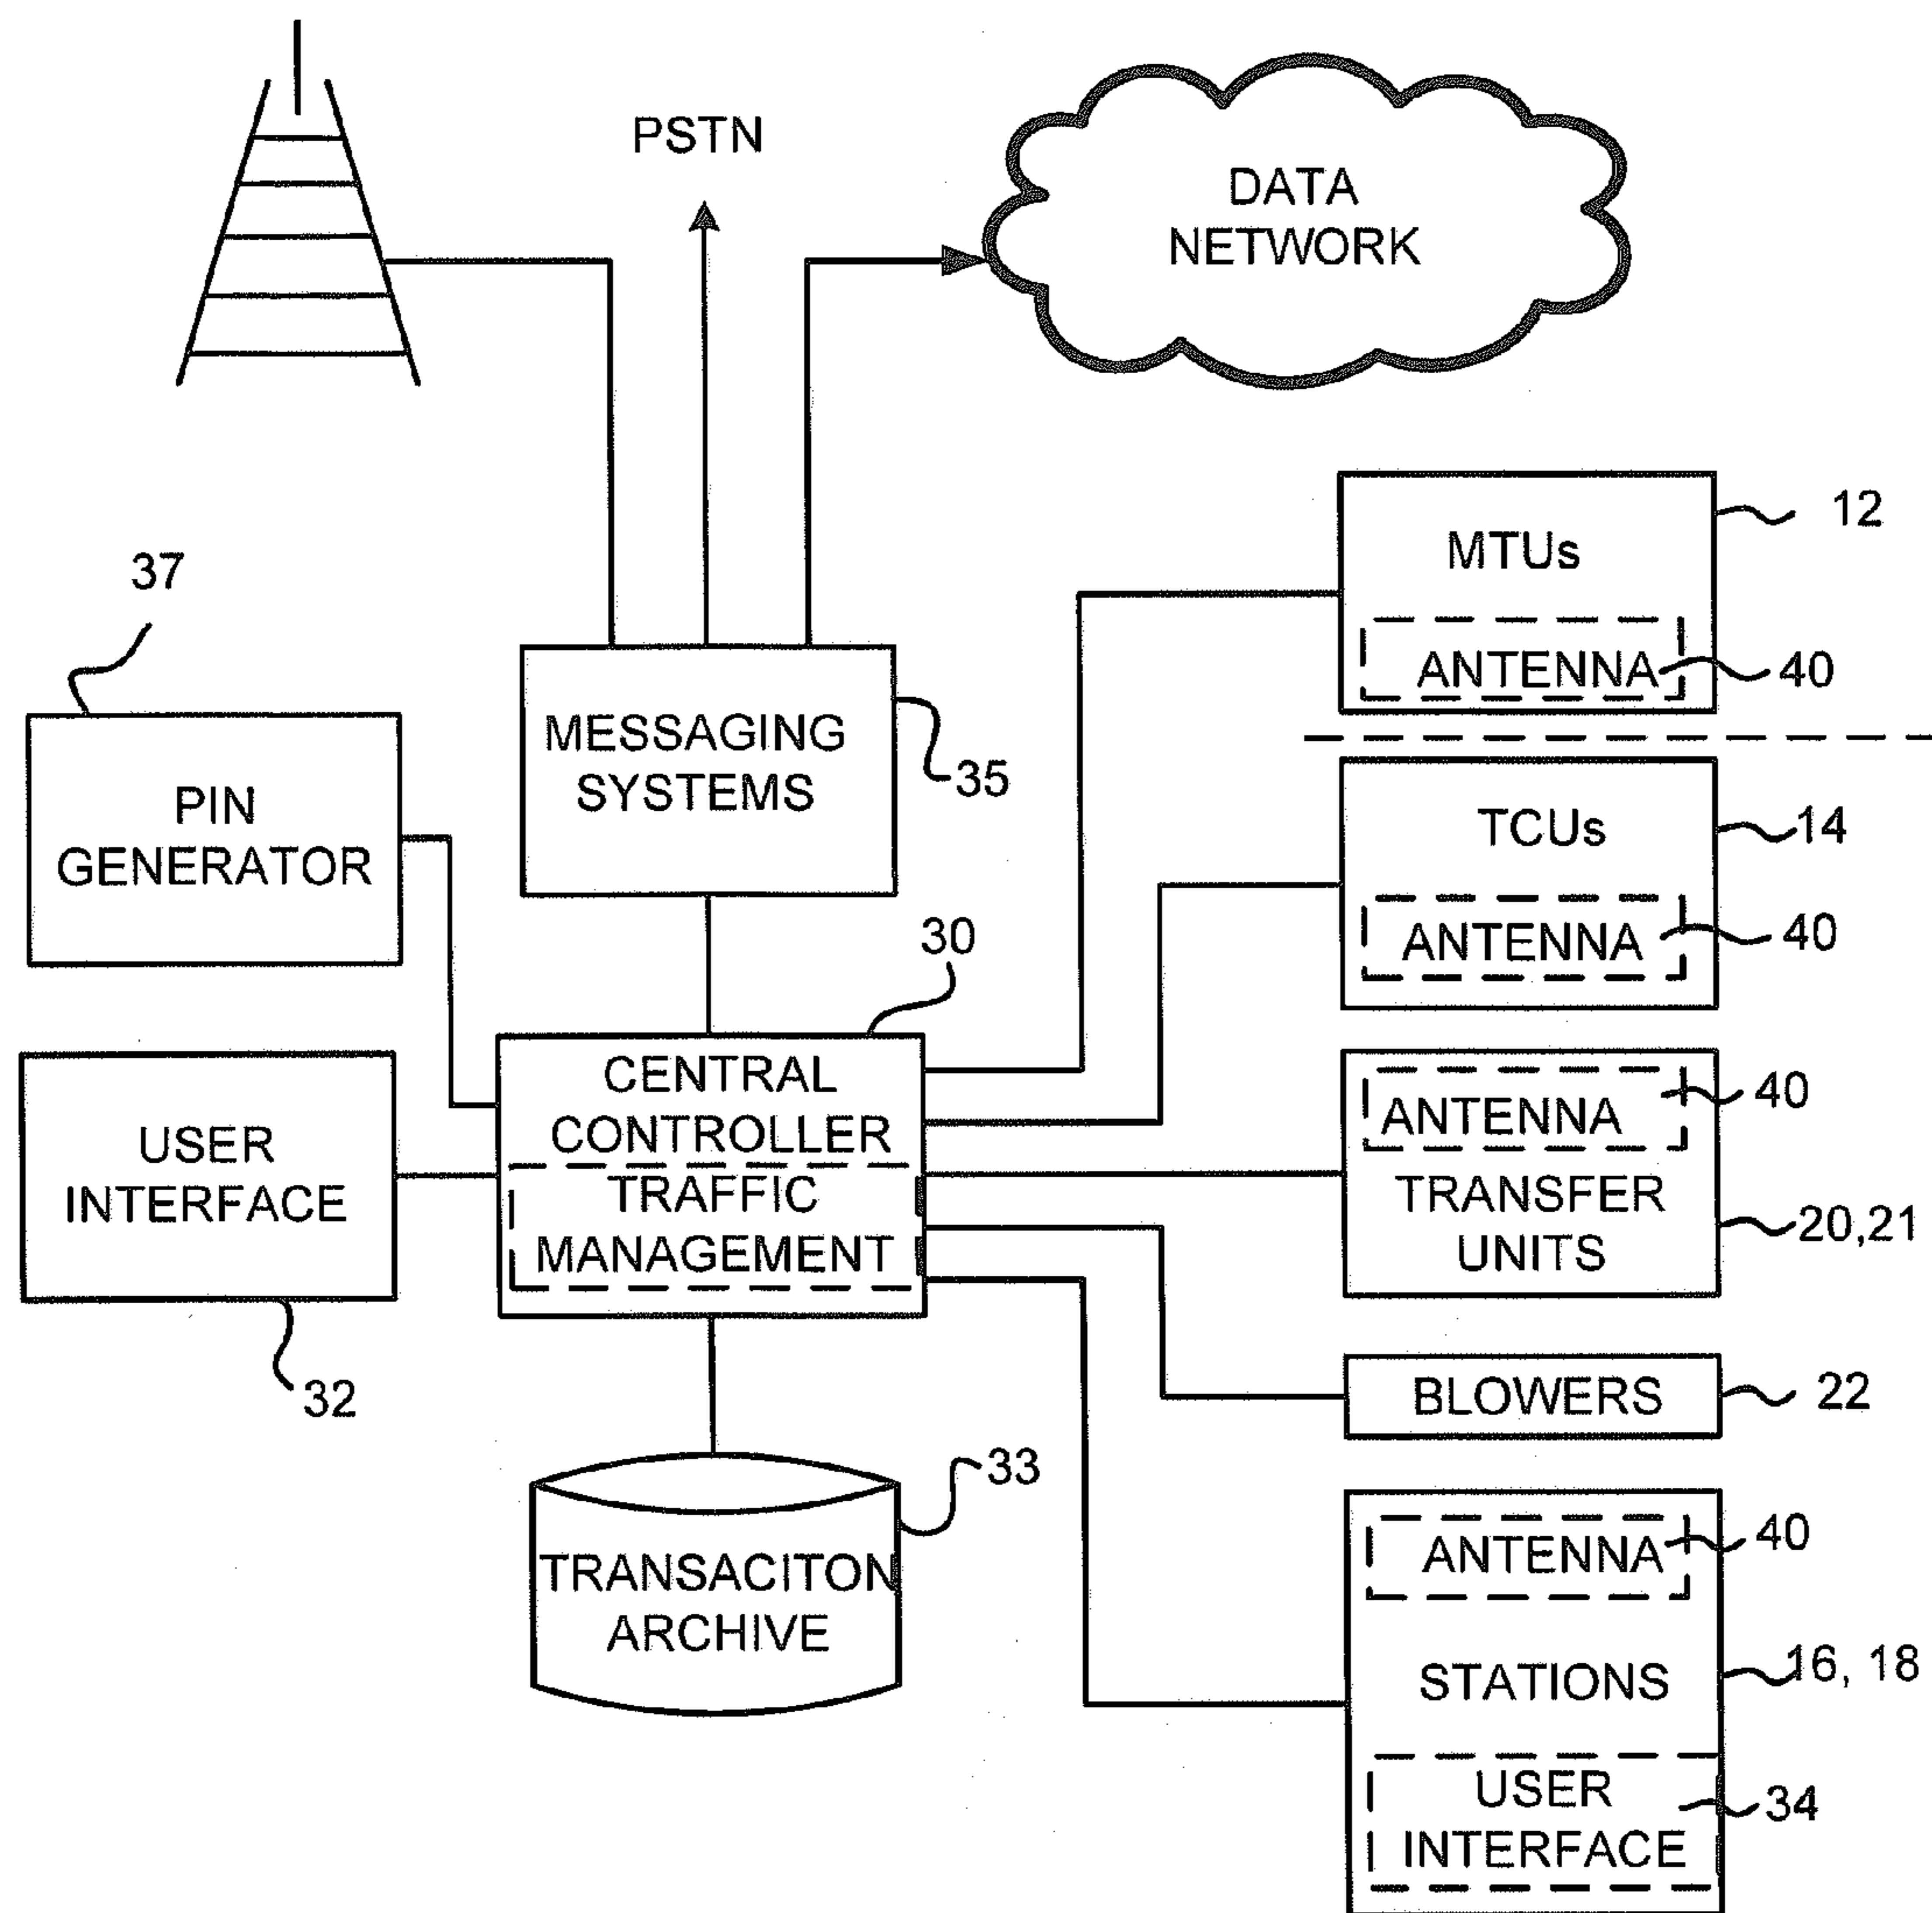 PSTN
DATA
NETWORK
12
MTUs
ANTENNA
40
37
MESSAGING
SYSTEMS
35
PIN
GENERATOR
TCUs
14
ANTENNA
40
30
CENTRAL
CONTROLLER
TRAFFIC
MANAGEMENT
ANTENNA
40
TRANSFER
UNITS
20,21
USER
INTERFACE
32
BLOWERS
22
33
TRANSACITON
ARCHIVE
ANTENNA
40
STATIONS
16, 18
USER
INTERFACE
34